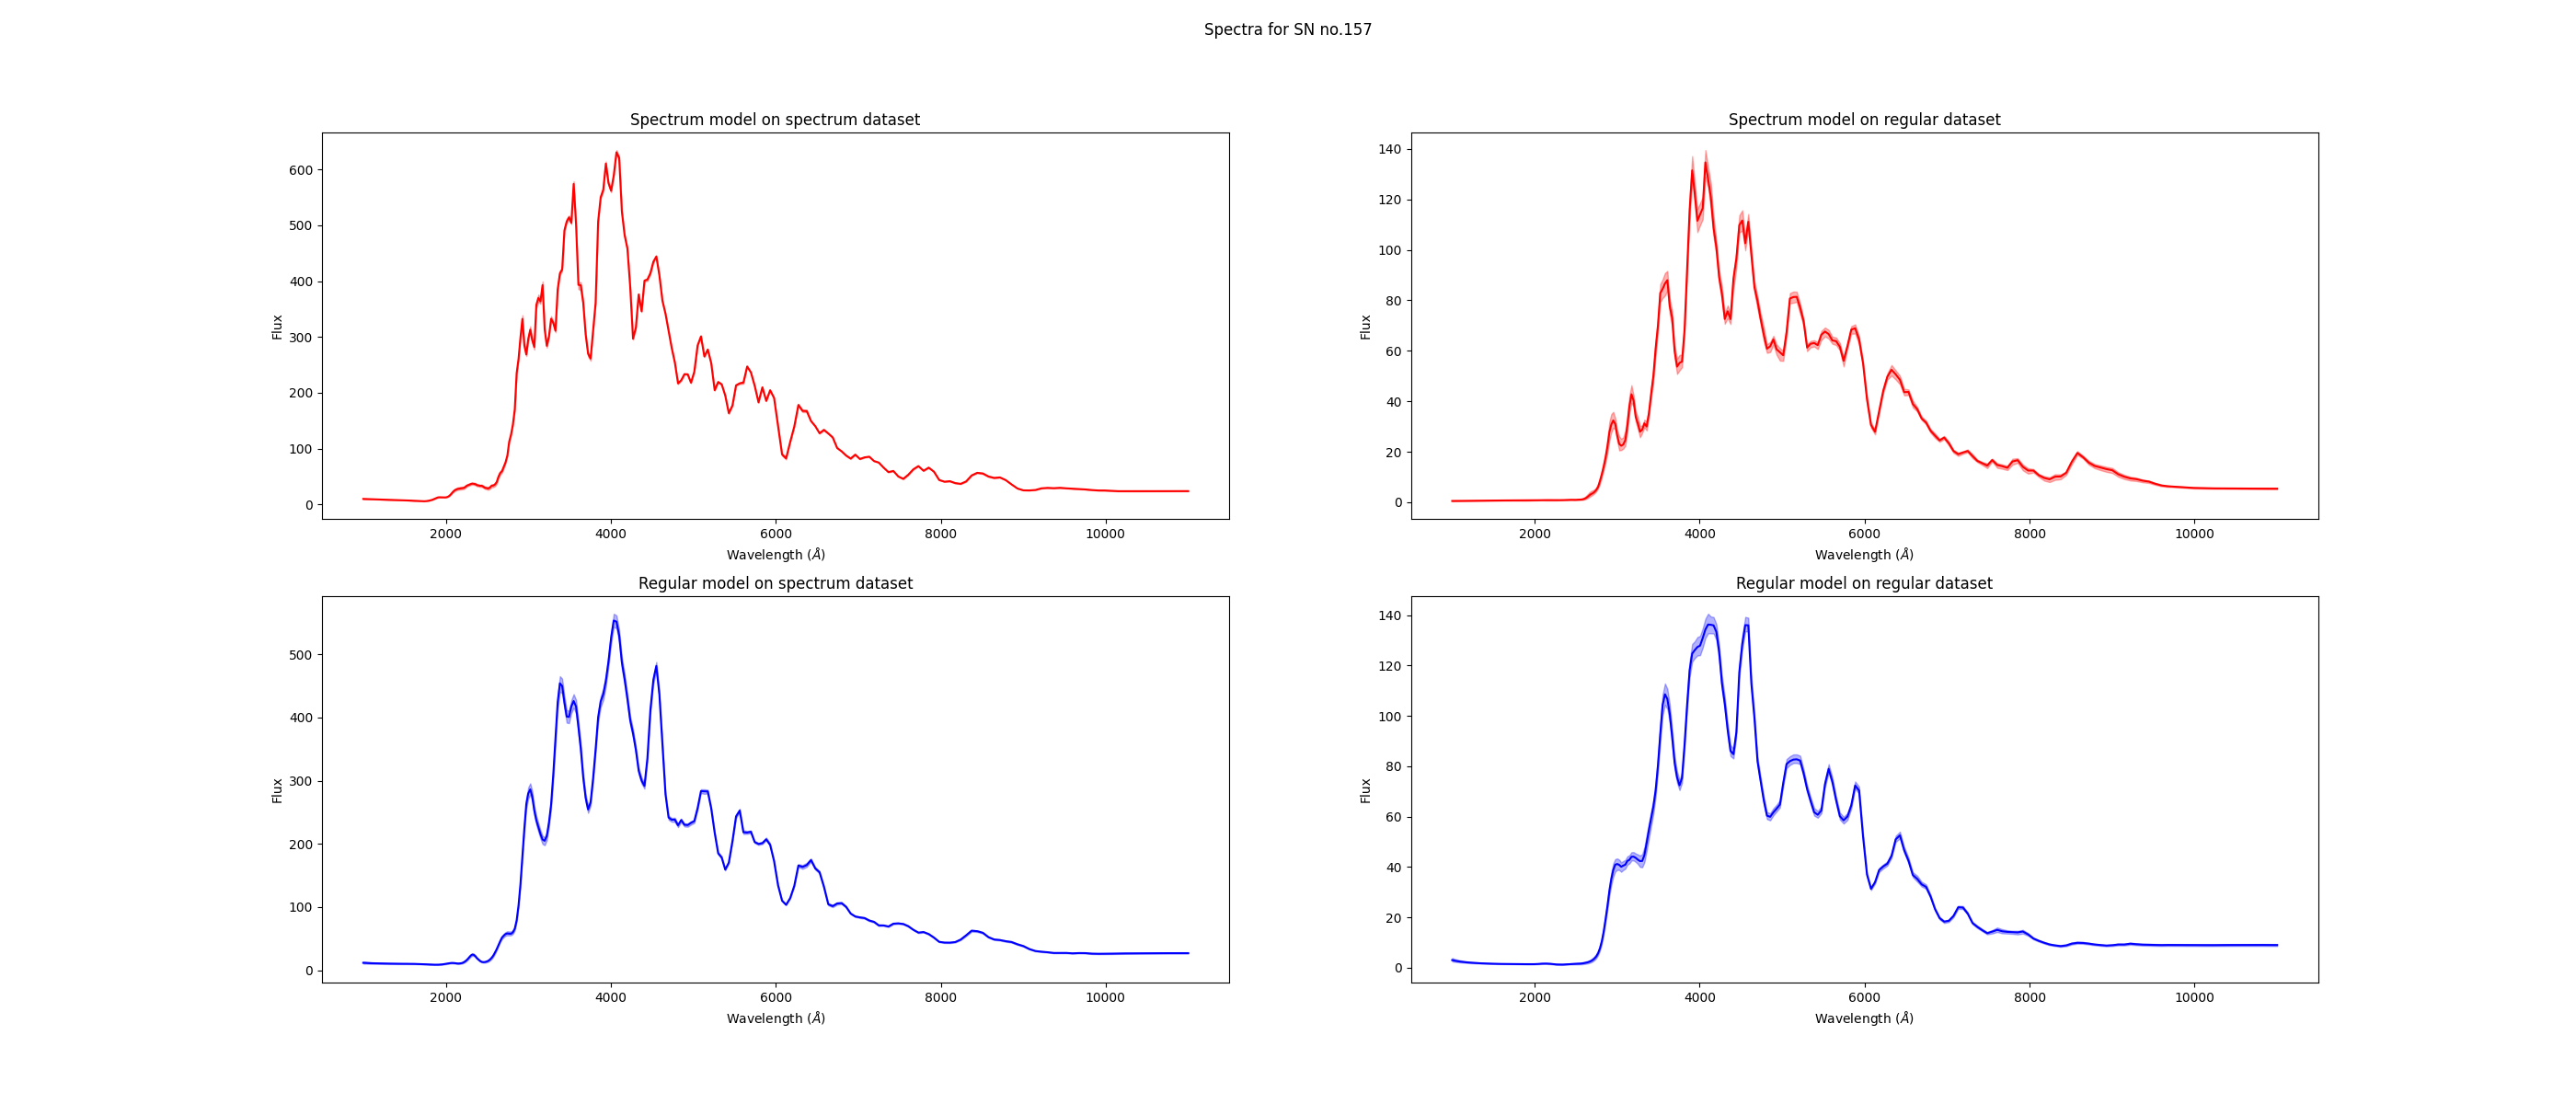 Spectra for SN no.157
Spectrum model on spectrum dataset
Flux
600
500
400
300
200
100
0
2000 4000 6000 8000 10000
Wavelength (Å)
Spectrum model on regular dataset
Flux
140
120
100
80
60
40
20
0
2000 4000 6000 8000 10000
Wavelength (Å)
Regular model on spectrum dataset
Flux
500
400
300
200
100
0
2000 4000 6000 8000 10000
Wavelength (Å)
Regular model on regular dataset
Flux
140
120
100
80
60
40
20
0
2000 4000 6000 8000 10000
Wavelength (Å)